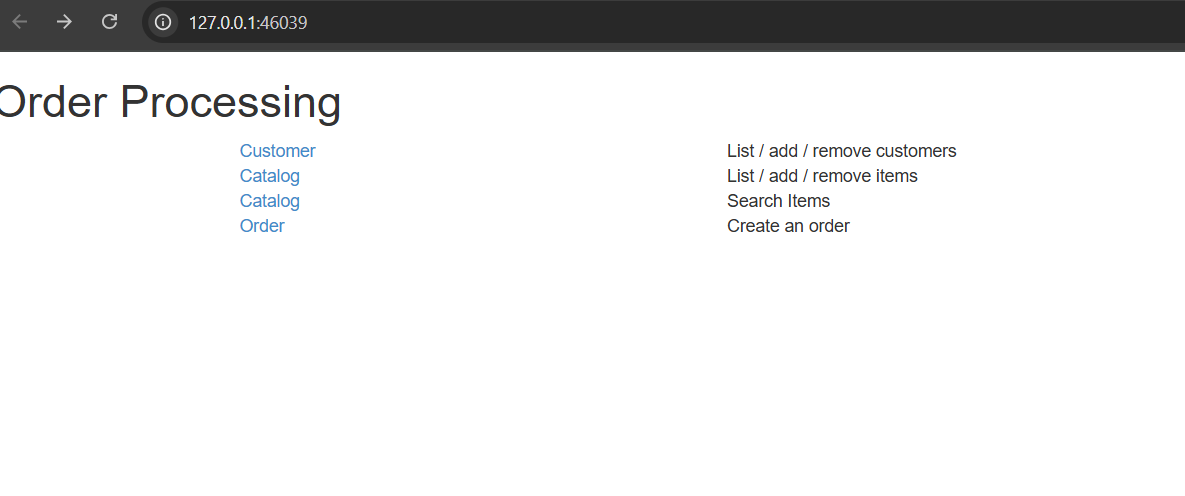 127.0.0.1:46039
Order Processing
Customer List / add / remove customers
Catalog List / add / remove items
Catalog Search Items
Order Create an order